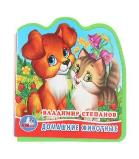 ВЛАДИМИР СТЕПАНОВ
ДОМАШНИЕ ЖИВОТНЫЕ